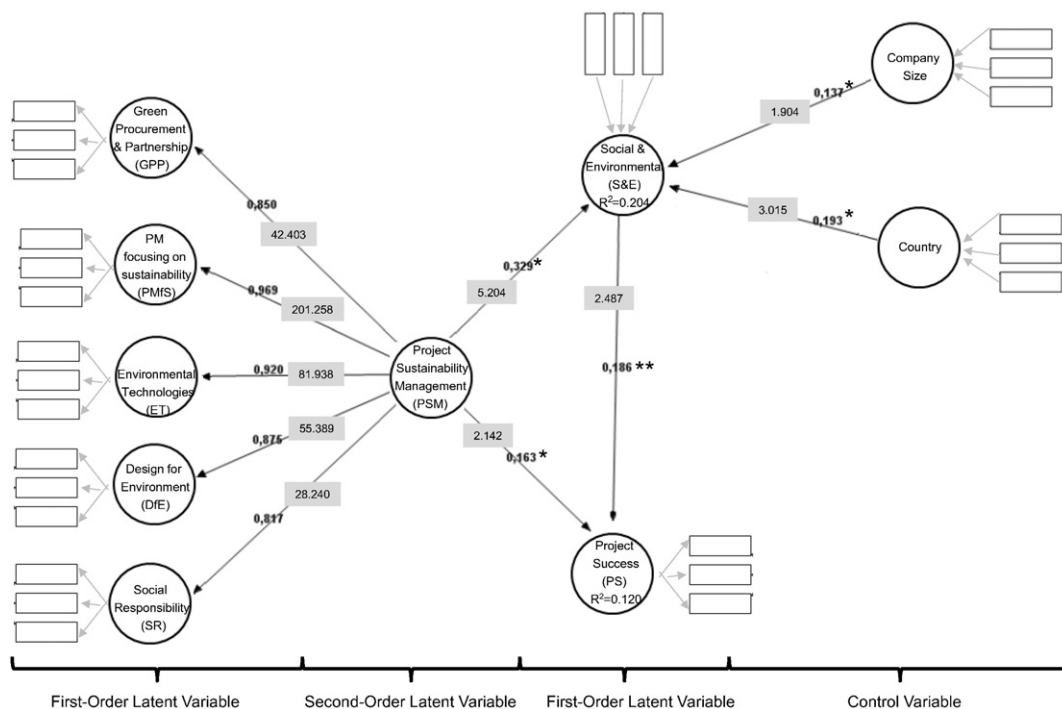 Green
Procurement
& Partnership
(GPP)
PM
focusing on
sustainability
(PMfS)
Environmental
Technologies
(ET)
Design for
Environment
(DfE)
Social
Responsibility
(SR)
0,850
42.403
0,969
201.258
0,920
81.938
0,875
55.389
0,817
28.240
Project
Sustainability
Management
(PSM)
0,329*
5.204
2.142
0,163*
Social &
Environmenta
(S&E)
R²=0.204
2.487
0,186**
Project
Success
(PS)
R²=0.120
0,137*
1.904
3.015
0,193*
Company
Size
Country
First-Order Latent Variable
Second-Order Latent Variable
First-Order Latent Variable
Control Variable